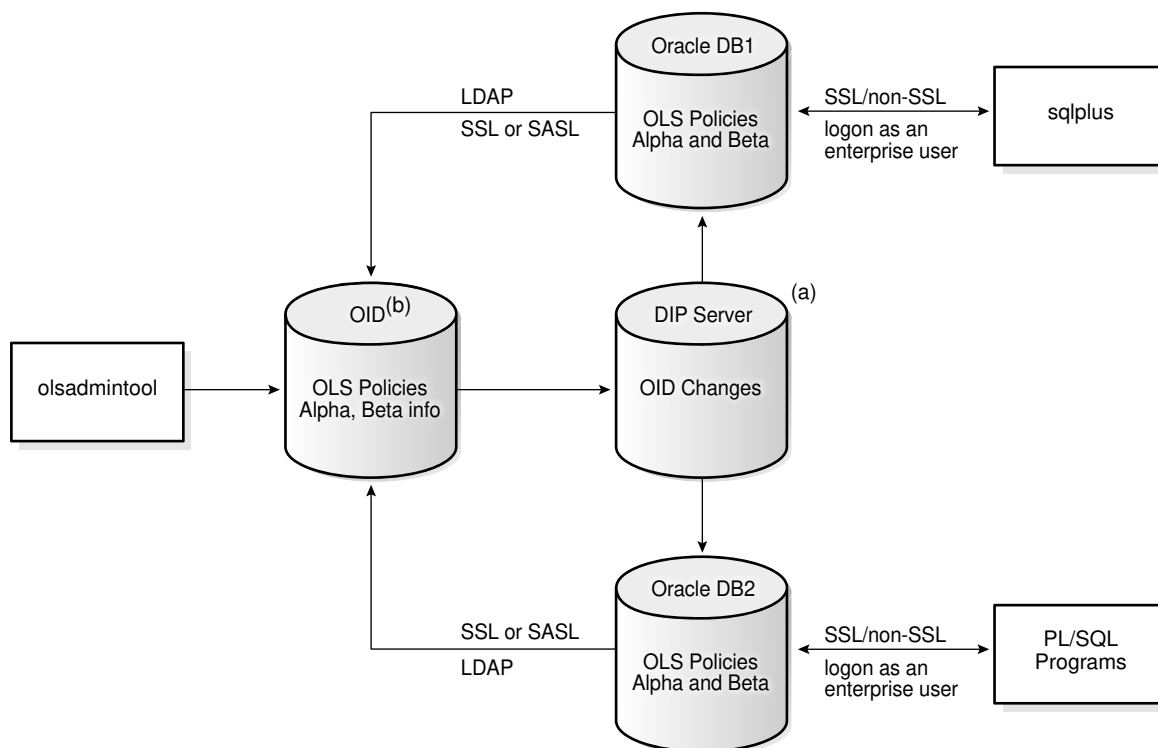 Oracle DB1
OLS Policies
Alpha and Beta
LDAP
SSL or SASL
SSL/non-SSL
logon as an
enterprise user
sqlplus
olsadmintool
OID(b)
OLS Policies
Alpha, Beta info
DIP Server
(a)
OID Changes
Oracle DB2
OLS Policies
Alpha and Beta
SSL or SASL
LDAP
SSL/non-SSL
logon as an
enterprise user
PL/SQL
Programs